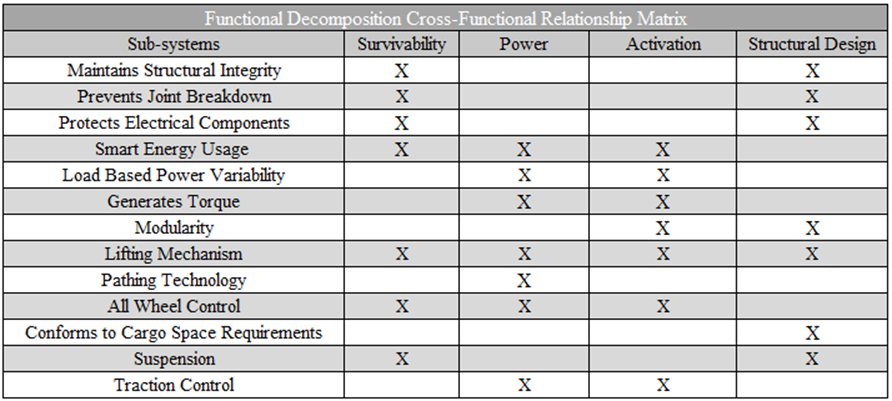 Functional Decomposition Cross-Functional Relationship Matrix
Sub-systems Survivability Power Activation Structural Design
Maintains Structural Integrity X X
Prevents Joint Breakdown X X
Protects Electrical Components X X
Smart Energy Usage X X X
Load Based Power Variability X X
Generates Torque X X
Modularity X X
Lifting Mechanism X X X X
Pathing Technology X
All Wheel Control X X X
Conforms to Cargo Space Requirements X
Suspension X X
Traction Control X X